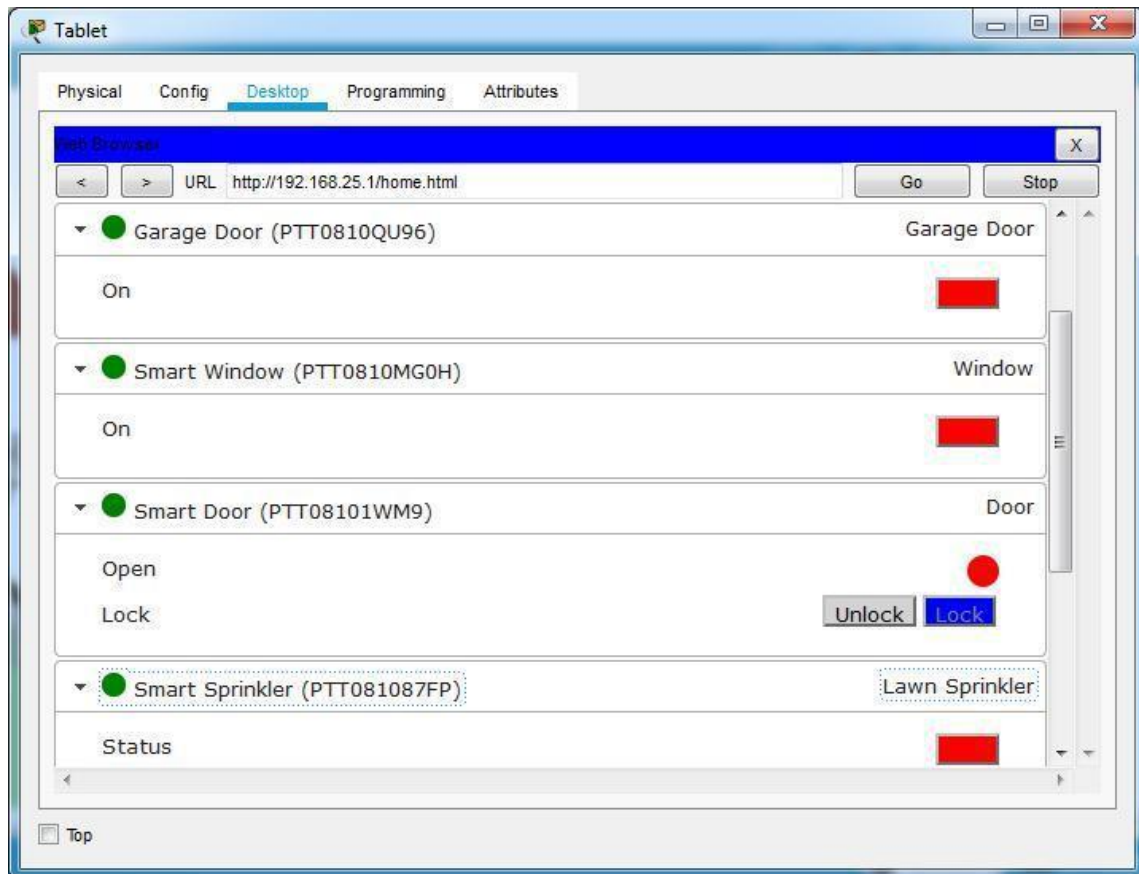 Tablet
Physical Config Desktop Programming Attributes
Web Browser X
< > URL http://192.168.25.1/home.html Go Stop
Garage Door (PTT0810QU96) Garage Door
On
Smart Window (PTT0810MG0H) Window
On
Smart Door (PTT08101WM9) Door
Open
Lock Unlock Lock
Smart Sprinkler (PTT081087FP) Lawn Sprinkler
Status
Top